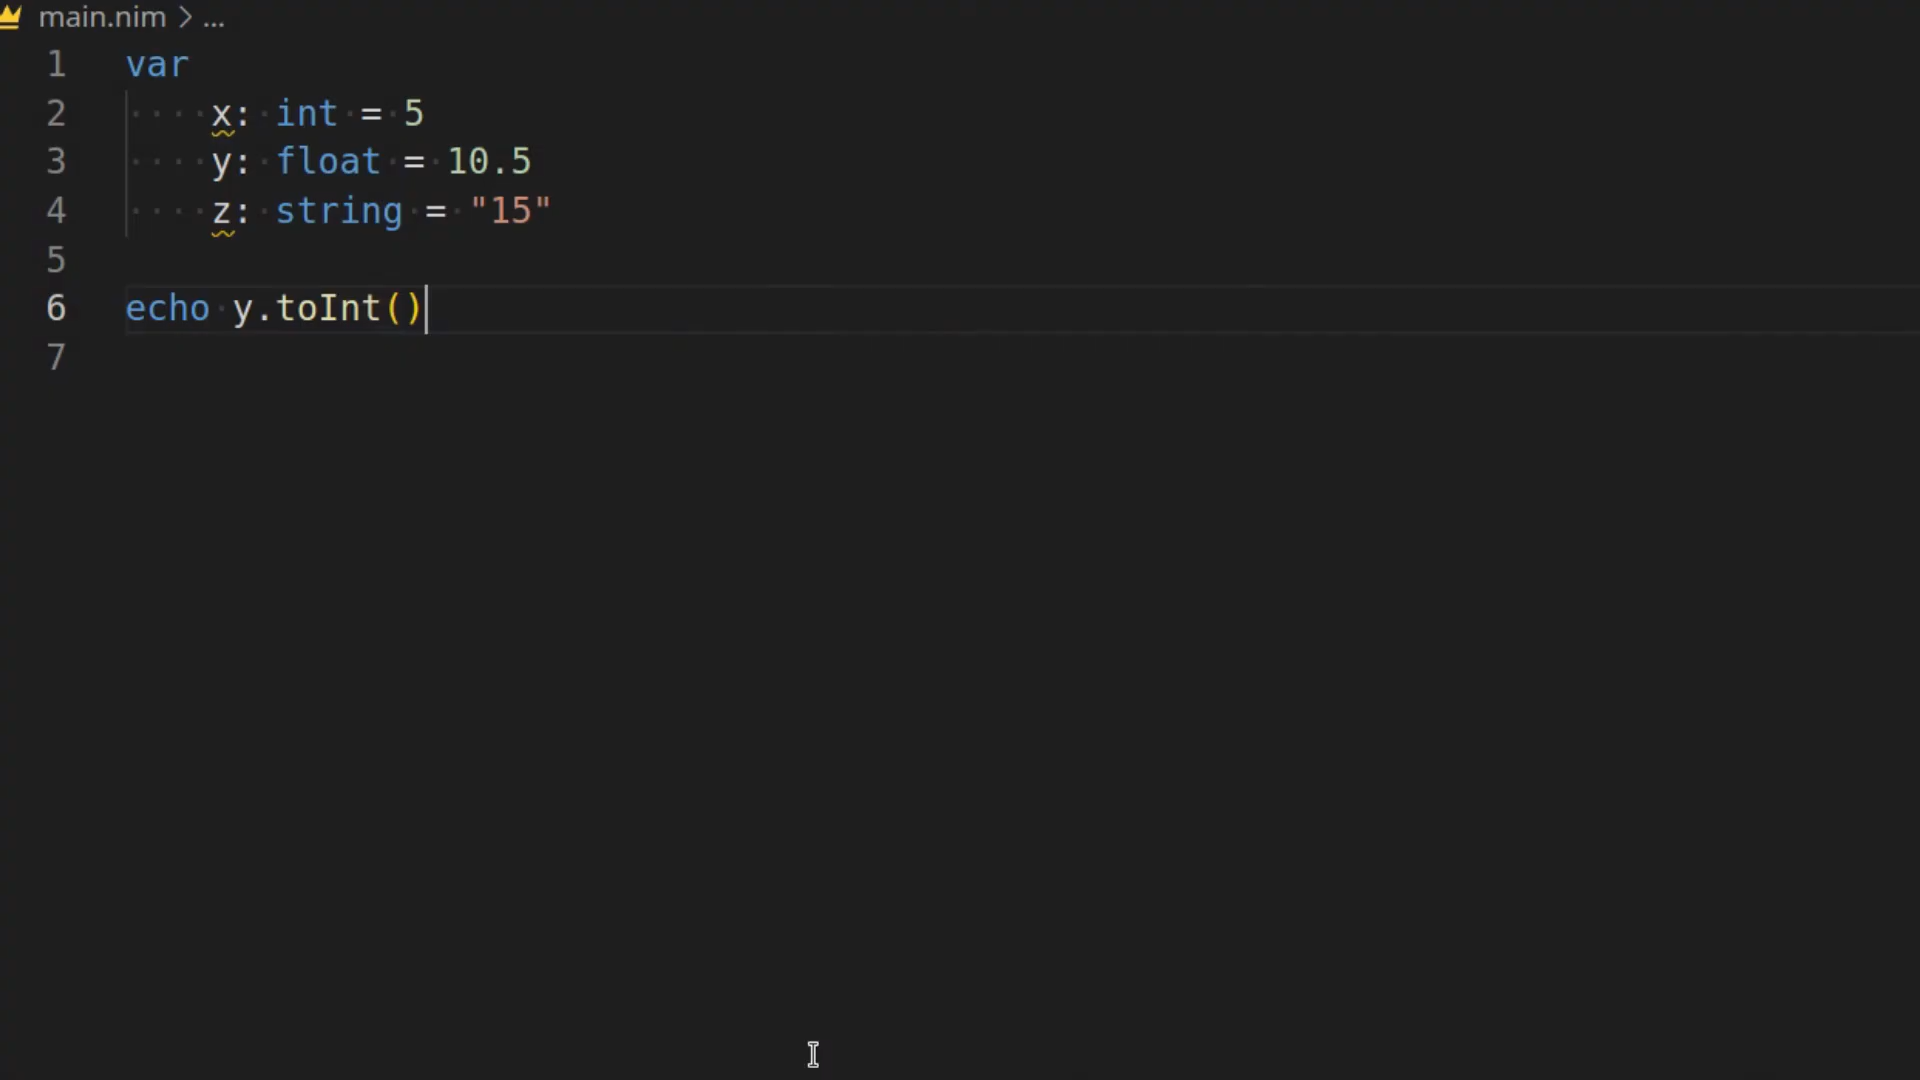 main.nim > ...
1 var
2     x: int = 5
3     y: float = 10.5
4     z: string = "15"
5
6 echo y.toInt()
7